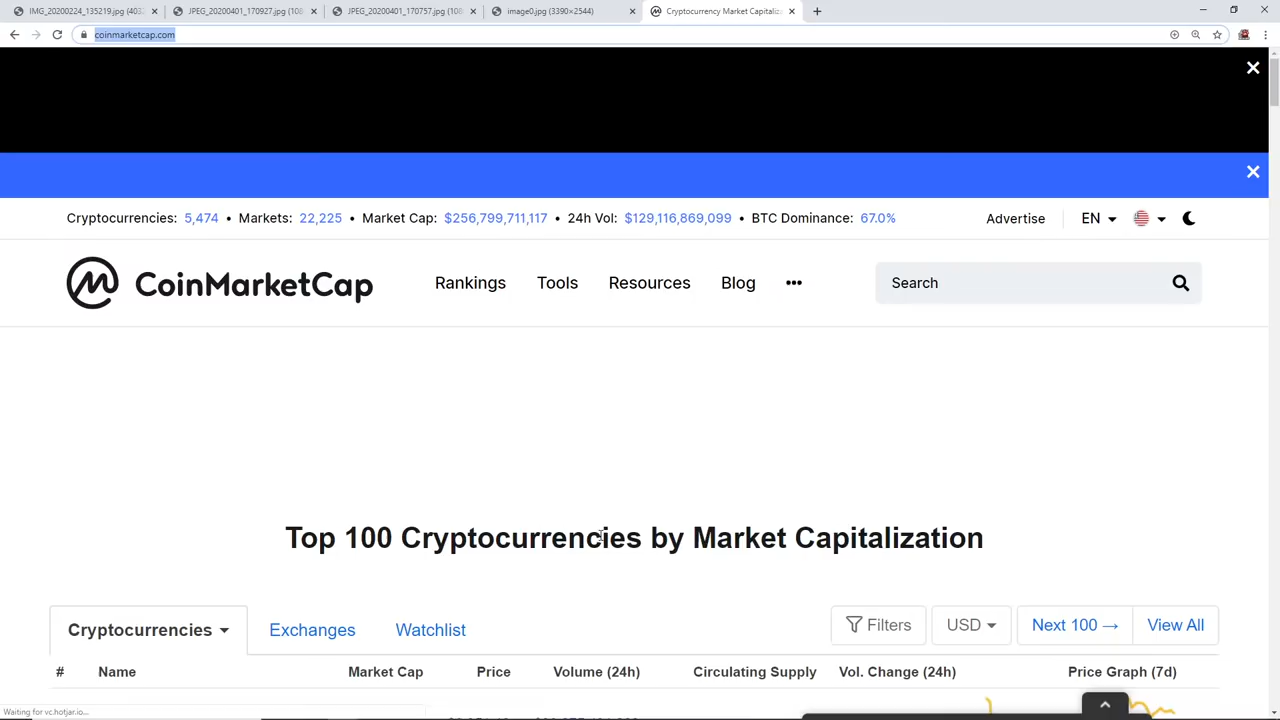 IMG_20200224_135219.jpg (403
JPEG_20200401_170927.jpg (108
JPEG_20200401_170757.jpg (108
image0.jpg (3390×2544)
Cryptocurrency Market Capitaliz
coinmarketcap.com
Cryptocurrencies: 5,474 • Markets: 22,225 • Market Cap: $256,799,711,117 • 24h Vol: $129,116,869,099 • BTC Dominance: 67.0%
Advertise
EN
CoinMarketCap
Rankings
Tools
Resources
Blog
Search
Top 100 Cryptocurrencies by Market Capitalization
Cryptocurrencies
Exchanges
Watchlist
Filters
USD
Next 100 →
View All
# Name Market Cap Price Volume (24h) Circulating Supply Vol. Change (24h) Price Graph (7d)
Waiting for vc.hotjar.io...